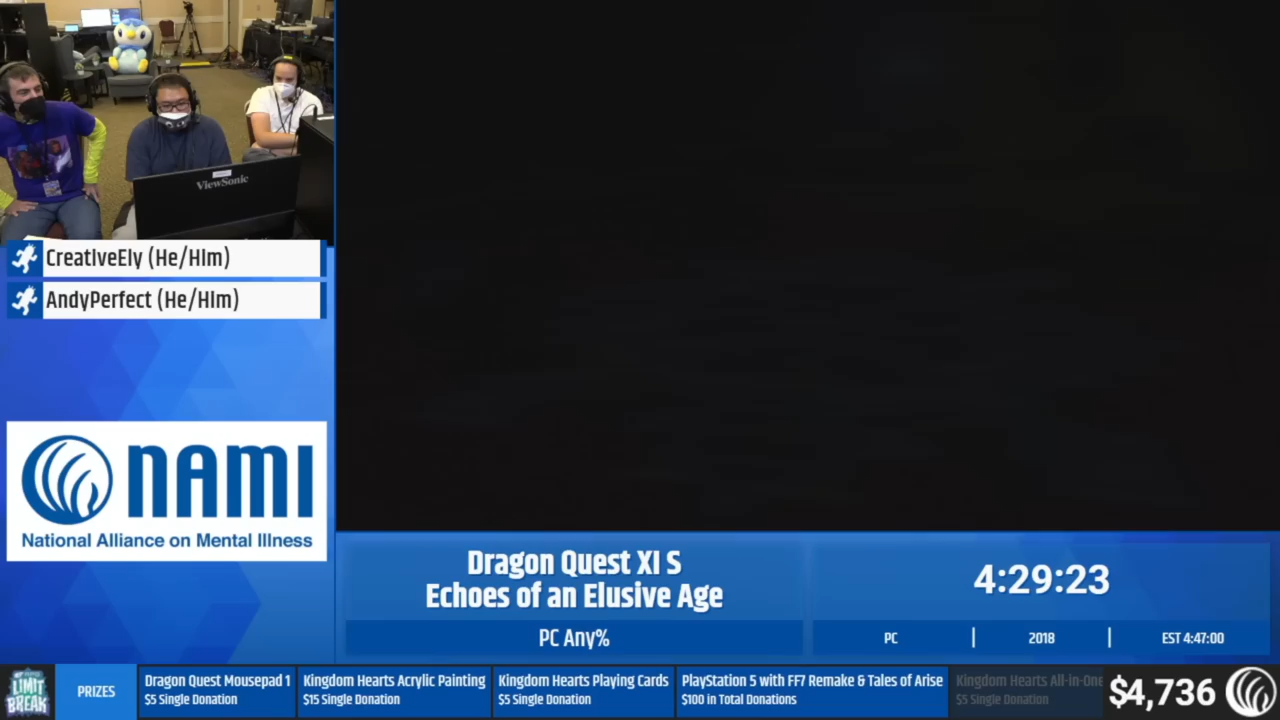 ViewSonic
CreatIveEly (He/HIm)
AndyPerfect (He/HIm)
NAMI
National Alliance on Mental Illness
Dragon Quest XI S
Echoes of an Elusive Age
PC Any%
4:29:23
PC | 2018 | EST 4:47:00
LIMIT
BREAK
PRIZES
Dragon Quest Mousepad 1
$5 Single Donation
Kingdom Hearts Acrylic Painting
$15 Single Donation
Kingdom Hearts Playing Cards
$5 Single Donation
PlayStation 5 with FF7 Remake & Tales of Arise
$100 in Total Donations
Kingdom Hearts All-in-One
$5 Single Donation
$4,736